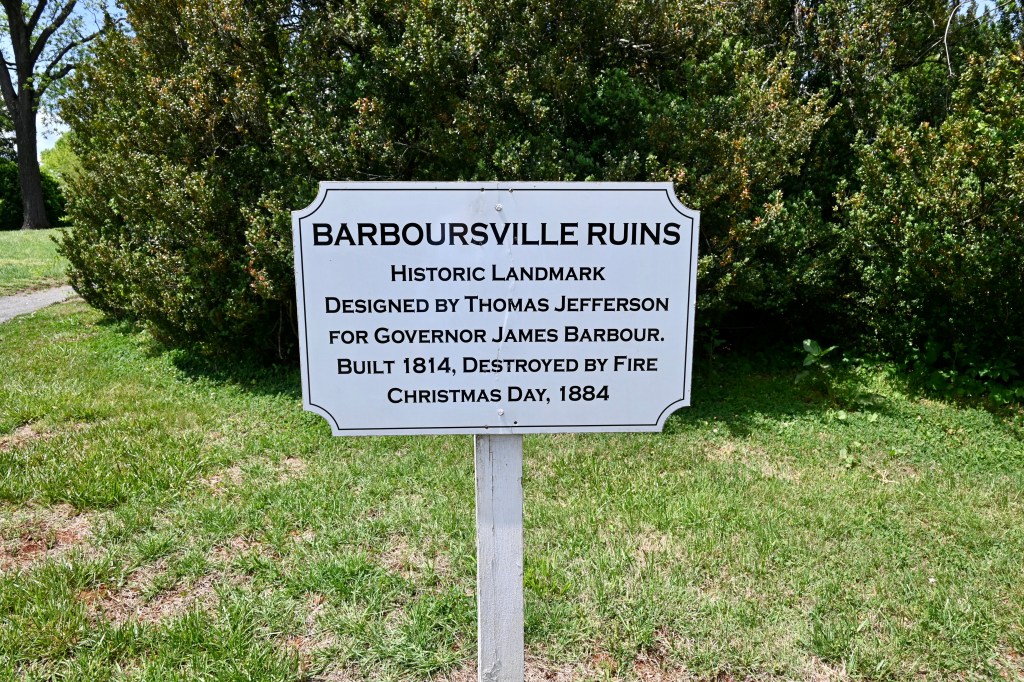 BARBOURSVILLE RUINS
HISTORIC LANDMARK
DESIGNED BY THOMAS JEFFERSON
FOR GOVERNOR JAMES BARBOUR.
BUILT 1814, DESTROYED BY FIRE
CHRISTMAS DAY, 1884